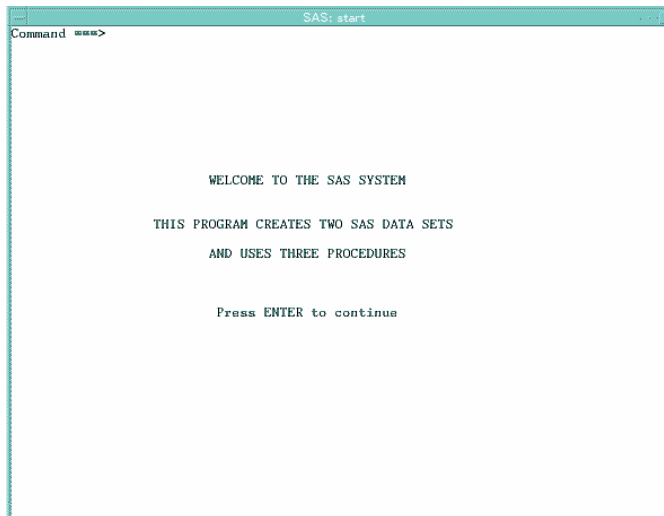 SAS: start
Command ===>
WELCOME TO THE SAS SYSTEM
THIS PROGRAM CREATES TWO SAS DATA SETS
AND USES THREE PROCEDURES
Press ENTER to continue